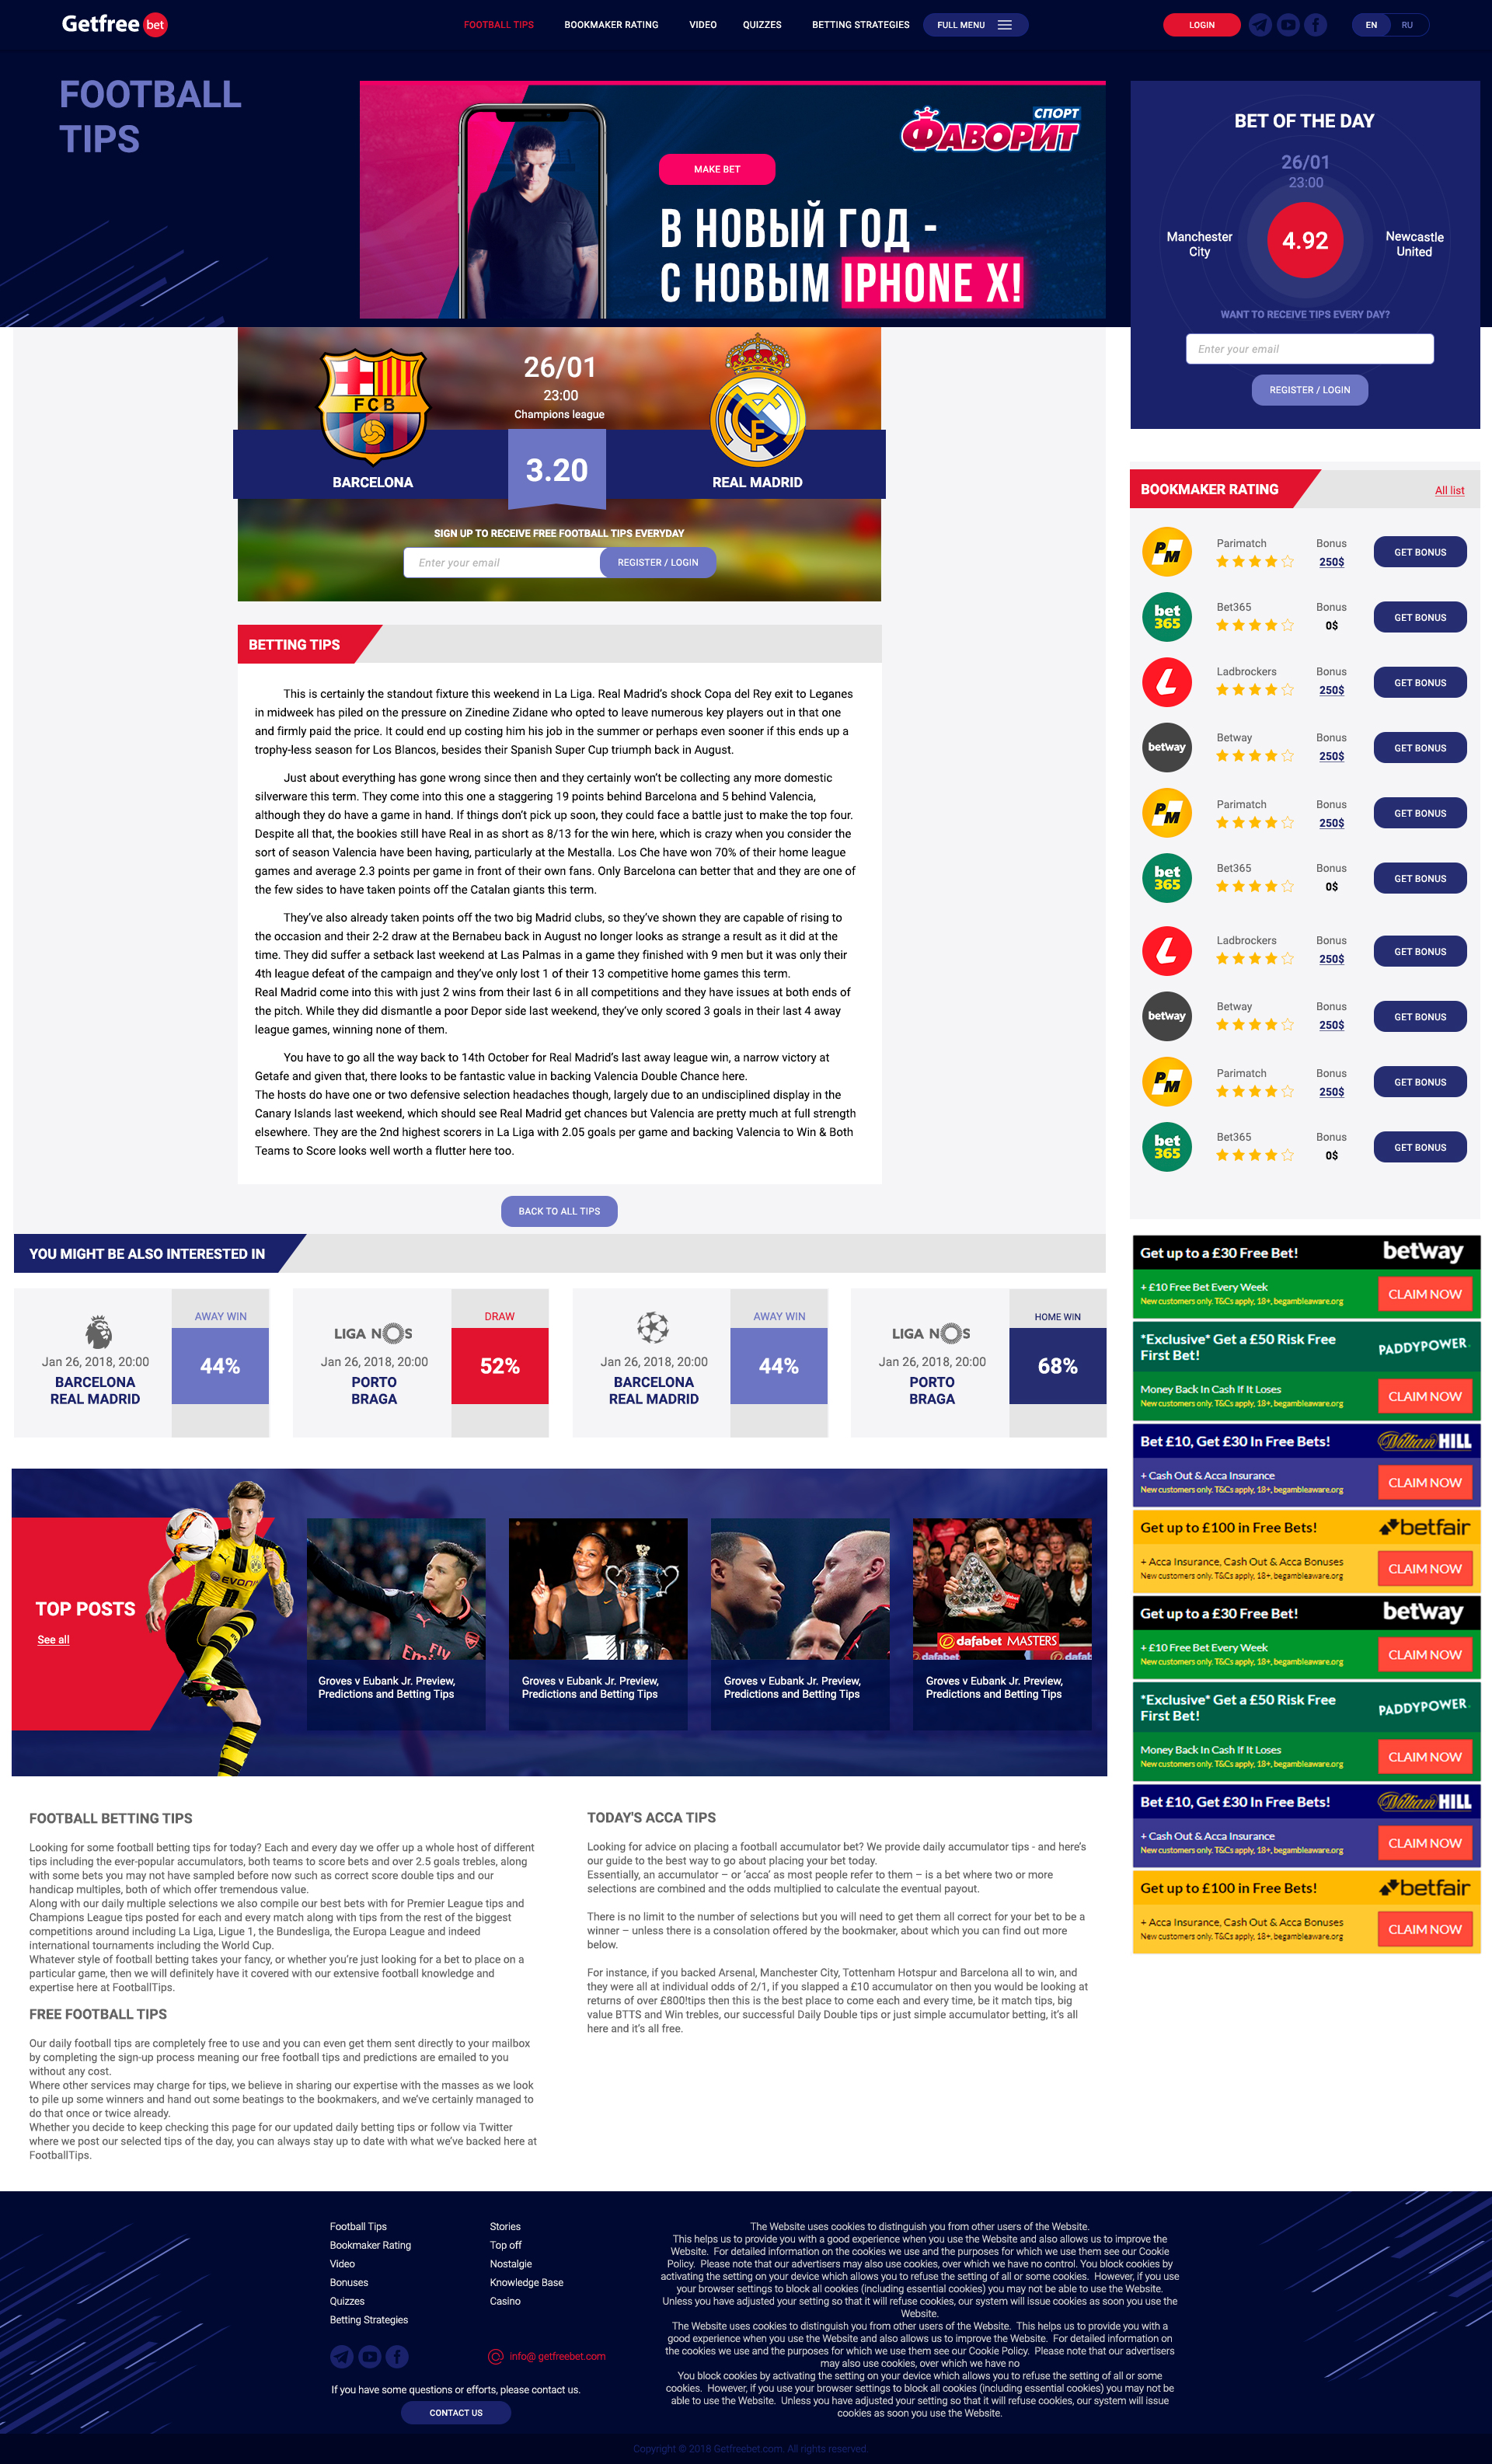 Getfree bet
FOOTBALL TIPS
BOOKMAKER RATING
VIDEO
QUIZZES
BETTING STRATEGIES
FULL MENU
LOGIN
EN
RU
FOOTBALL
TIPS
СПОРТ
ФАВОРИТ
MAKE BET
В НОВЫЙ ГОД -
С НОВЫМ IPHONE X!
BET OF THE DAY
26/01
23:00
Manchester
City
4.92
Newcastle
United
WANT TO RECEIVE TIPS EVERY DAY?
Enter your email
REGISTER / LOGIN
26/01
23:00
Champions league
FCB
BARCELONA
3.20
REAL MADRID
SIGN UP TO RECEIVE FREE FOOTBALL TIPS EVERYDAY
Enter your email
REGISTER / LOGIN
BETTING TIPS
This is certainly the standout fixture this weekend in La Liga. Real Madrid's shock Copa del Rey exit to Leganes
in midweek has piled on the pressure on Zinedine Zidane who opted to leave numerous key players out in that one
and firmly paid the price. It could end up costing him his job in the summer or perhaps even sooner if this ends up a
trophy-less season for Los Blancos, besides their Spanish Super Cup triumph back in August.
Just about everything has gone wrong since then and they certainly won't be collecting any more domestic
silverware this term. They come into this one a staggering 19 points behind Barcelona and 5 behind Valencia,
although they do have a game in hand. If things don't pick up soon, they could face a battle just to make the top four.
Despite all that, the bookies still have Real in as short as 8/13 for the win here, which is crazy when you consider the
sort of season Valencia have been having, particularly at the Mestalla. Los Che have won 70% of their home league
games and average 2.3 points per game in front of their own fans. Only Barcelona can better that and they are one of
the few sides to have taken points off the Catalan giants this term.
They've also already taken points off the two big Madrid clubs, so they've shown they are capable of rising to
the occasion and their 2-2 draw at the Bernabeu back in August no longer looks as strange a result as it did at the
time. They did suffer a setback last weekend at Las Palmas in a game they finished with 9 men but it was only their
4th league defeat of the campaign and they've only lost 1 of their 13 competitive home games this term.
Real Madrid come into this with just 2 wins from their last 6 in all competitions and they have issues at both ends of
the pitch. While they did dismantle a poor Depor side last weekend, they've only scored 3 goals in their last 4 away
league games, winning none of them.
You have to go all the way back to 14th October for Real Madrid's last away league win, a narrow victory at
Getafe and given that, there looks to be fantastic value in backing Valencia Double Chance here.
The hosts do have one or two defensive selection headaches though, largely due to an undisciplined display in the
Canary Islands last weekend, which should see Real Madrid get chances but Valencia are pretty much at full strength
elsewhere. They are the 2nd highest scorers in La Liga with 2.05 goals per game and backing Valencia to Win & Both
Teams to Score looks well worth a flutter here too.
BACK TO ALL TIPS
BOOKMAKER RATING
All list
PM
Parimatch
Bonus
250$
GET BONUS
bet
365
Bet365
Bonus
0$
GET BONUS
L
Ladbrockers
Bonus
250$
GET BONUS
betway
Betway
Bonus
250$
GET BONUS
PM
Parimatch
Bonus
250$
GET BONUS
bet
365
Bet365
Bonus
0$
GET BONUS
L
Ladbrockers
Bonus
250$
GET BONUS
betway
Betway
Bonus
250$
GET BONUS
PM
Parimatch
Bonus
250$
GET BONUS
bet
365
Bet365
Bonus
0$
GET BONUS
YOU MIGHT BE ALSO INTERESTED IN
Jan 26, 2018, 20:00
BARCELONA
REAL MADRID
AWAY WIN
44%
LIGA NOS
Jan 26, 2018, 20:00
PORTO
BRAGA
DRAW
52%
Jan 26, 2018, 20:00
BARCELONA
REAL MADRID
AWAY WIN
44%
LIGA NOS
Jan 26, 2018, 20:00
PORTO
BRAGA
HOME WIN
68%
Get up to a £30 Free Bet!
betway
+ £10 Free Bet Every Week
New customers only. T&Cs apply, 18+, begambleaware.org
CLAIM NOW
*Exclusive* Get a £50 Risk Free
First Bet!
PADDYPOWER.
Money Back In Cash If It Loses
New customers only. T&Cs apply, 18+, begambleaware.org
CLAIM NOW
Bet £10, Get £30 In Free Bets!
William HILL
+ Cash Out & Acca Insurance
New customers only. T&Cs apply, 18+, begambleaware.org
CLAIM NOW
Get up to £100 in Free Bets!
betfair
+ Acca Insurance, Cash Out & Acca Bonuses
New customers only. T&Cs apply, 18+, begambleaware.org
CLAIM NOW
Get up to a £30 Free Bet!
betway
+ £10 Free Bet Every Week
New customers only. T&Cs apply, 18+, begambleaware.org
CLAIM NOW
*Exclusive* Get a £50 Risk Free
First Bet!
PADDYPOWER.
Money Back In Cash If It Loses
New customers only. T&Cs apply, 18+, begambleaware.org
CLAIM NOW
Bet £10, Get £30 In Free Bets!
William HILL
+ Cash Out & Acca Insurance
New customers only. T&Cs apply, 18+, begambleaware.org
CLAIM NOW
Get up to £100 in Free Bets!
betfair
+ Acca Insurance, Cash Out & Acca Bonuses
New customers only. T&Cs apply, 18+, begambleaware.org
CLAIM NOW
TOP POSTS
See all
EVONIK
Groves v Eubank Jr. Preview,
Predictions and Betting Tips
Groves v Eubank Jr. Preview,
Predictions and Betting Tips
Groves v Eubank Jr. Preview,
Predictions and Betting Tips
dafabet MASTERS
dafabet
Groves v Eubank Jr. Preview,
Predictions and Betting Tips
FOOTBALL BETTING TIPS
Looking for some football betting tips for today? Each and every day we offer up a whole host of different
tips including the ever-popular accumulators, both teams to score bets and over 2.5 goals trebles, along
with some bets you may not have sampled before now such as correct score double tips and our
handicap multiples, both of which offer tremendous value.
Along with our daily multiple selections we also compile our best bets with for Premier League tips and
Champions League tips posted for each and every match along with tips from the rest of the biggest
competitions around including La Liga, Ligue 1, the Bundesliga, the Europa League and indeed
international tournaments including the World Cup.
Whatever style of football betting takes your fancy, or whether you're just looking for a bet to place on a
particular game, then we will definitely have it covered with our extensive football knowledge and
expertise here at FootballTips.
FREE FOOTBALL TIPS
Our daily football tips are completely free to use and you can even get them sent directly to your mailbox
by completing the sign-up process meaning our free football tips and predictions are emailed to you
without any cost.
Where other services may charge for tips, we believe in sharing our expertise with the masses as we look
to pile up some winners and hand out some beatings to the bookmakers, and we've certainly managed to
do that once or twice already.
Whether you decide to keep checking this page for our updated daily betting tips or follow via Twitter
where we post our selected tips of the day, you can always stay up to date with what we've backed here at
FootballTips.
TODAY'S ACCA TIPS
Looking for advice on placing a football accumulator bet? We provide daily accumulator tips - and here's
our guide to the best way to go about placing your bet today.
Essentially, an accumulator – or 'acca' as most people refer to them – is a bet where two or more
selections are combined and the odds multiplied to calculate the eventual payout.
There is no limit to the number of selections but you will need to get them all correct for your bet to be a
winner – unless there is a consolation offered by the bookmaker, about which you can find out more
below.
For instance, if you backed Arsenal, Manchester City, Tottenham Hotspur and Barcelona all to win, and
they were all at individual odds of 2/1, if you slapped a £10 accumulator on then you would be looking at
returns of over £800!tips then this is the best place to come each and every time, be it match tips, big
value BTTS and Win trebles, our successful Daily Double tips or just simple accumulator betting, it's all
here and it's all free.
Football Tips
Bookmaker Rating
Video
Bonuses
Quizzes
Betting Strategies
Stories
Top off
Nostalgie
Knowledge Base
Casino
info@ getfreebet.com
If you have some questions or efforts, please contact us.
CONTACT US
The Website uses cookies to distinguish you from other users of the Website.
This helps us to provide you with a good experience when you use the Website and also allows us to improve the
Website. For detailed information on the cookies we use and the purposes for which we use them see our Cookie
Policy. Please note that our advertisers may also use cookies, over which we have no control. You block cookies by
activating the setting on your device which allows you to refuse the setting of all or some cookies. However, if you use
your browser settings to block all cookies (including essential cookies) you may not be able to use the Website.
Unless you have adjusted your setting so that it will refuse cookies, our system will issue cookies as soon you use the
Website.
The Website uses cookies to distinguish you from other users of the Website. This helps us to provide you with a
good experience when you use the Website and also allows us to improve the Website. For detailed information on
the cookies we use and the purposes for which we use them see our Cookie Policy. Please note that our advertisers
may also use cookies, over which we have no
You block cookies by activating the setting on your device which allows you to refuse the setting of all or some
cookies. However, if you use your browser settings to block all cookies (including essential cookies) you may not be
able to use the Website. Unless you have adjusted your setting so that it will refuse cookies, our system will issue
cookies as soon you use the Website.
Copyright © 2018 Getfreebet.com. All rights reserved.